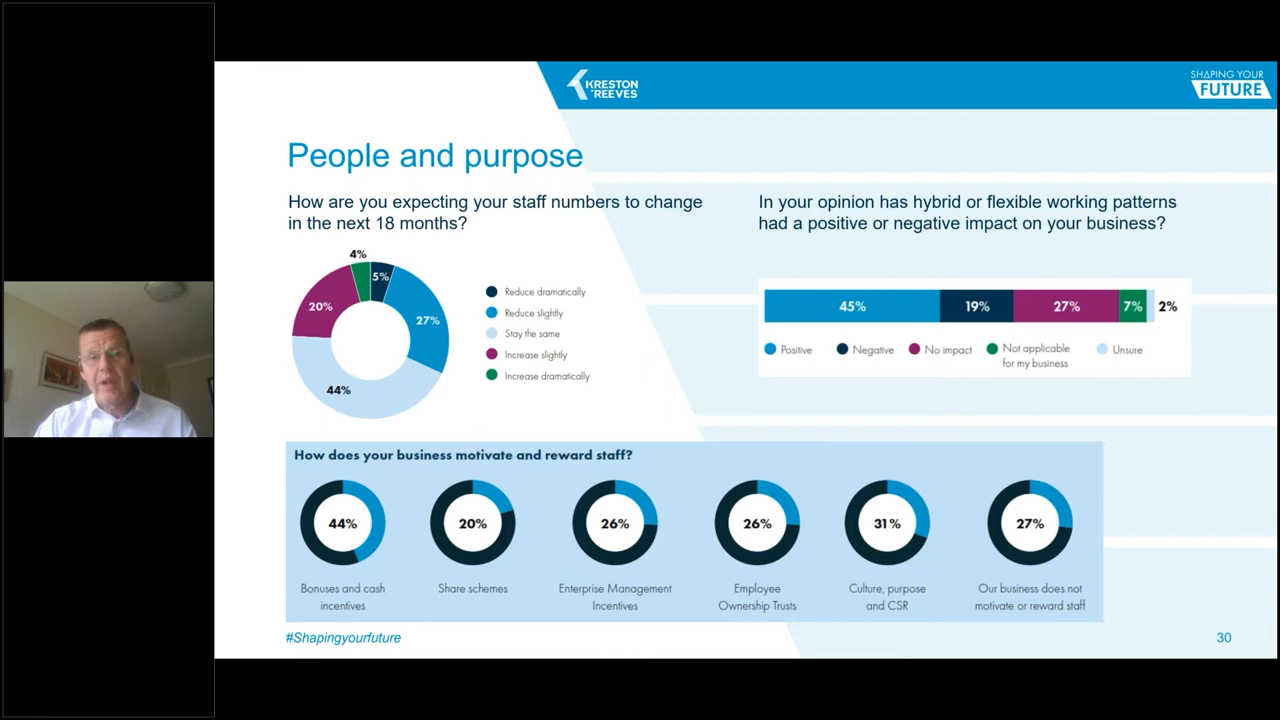 KRESTON
REEVES
SHAPING YOUR
FUTURE
People and purpose
How are you expecting your staff numbers to change
in the next 18 months?
4%
5%
20%
27%
44%
Reduce dramatically
Reduce slightly
Stay the same
Increase slightly
Increase dramatically
In your opinion has hybrid or flexible working patterns
had a positive or negative impact on your business?
45% 19% 27% 7% 2%
Positive Negative No impact Not applicable
for my business
Unsure
How does your business motivate and reward staff?
44% 20% 26% 26% 31% 27%
Bonuses and cash
incentives
Share schemes
Enterprise Management
Incentives
Employee
Ownership Trusts
Culture, purpose
and CSR
Our business does not
motivate or reward staff
#Shapingyourfuture
30